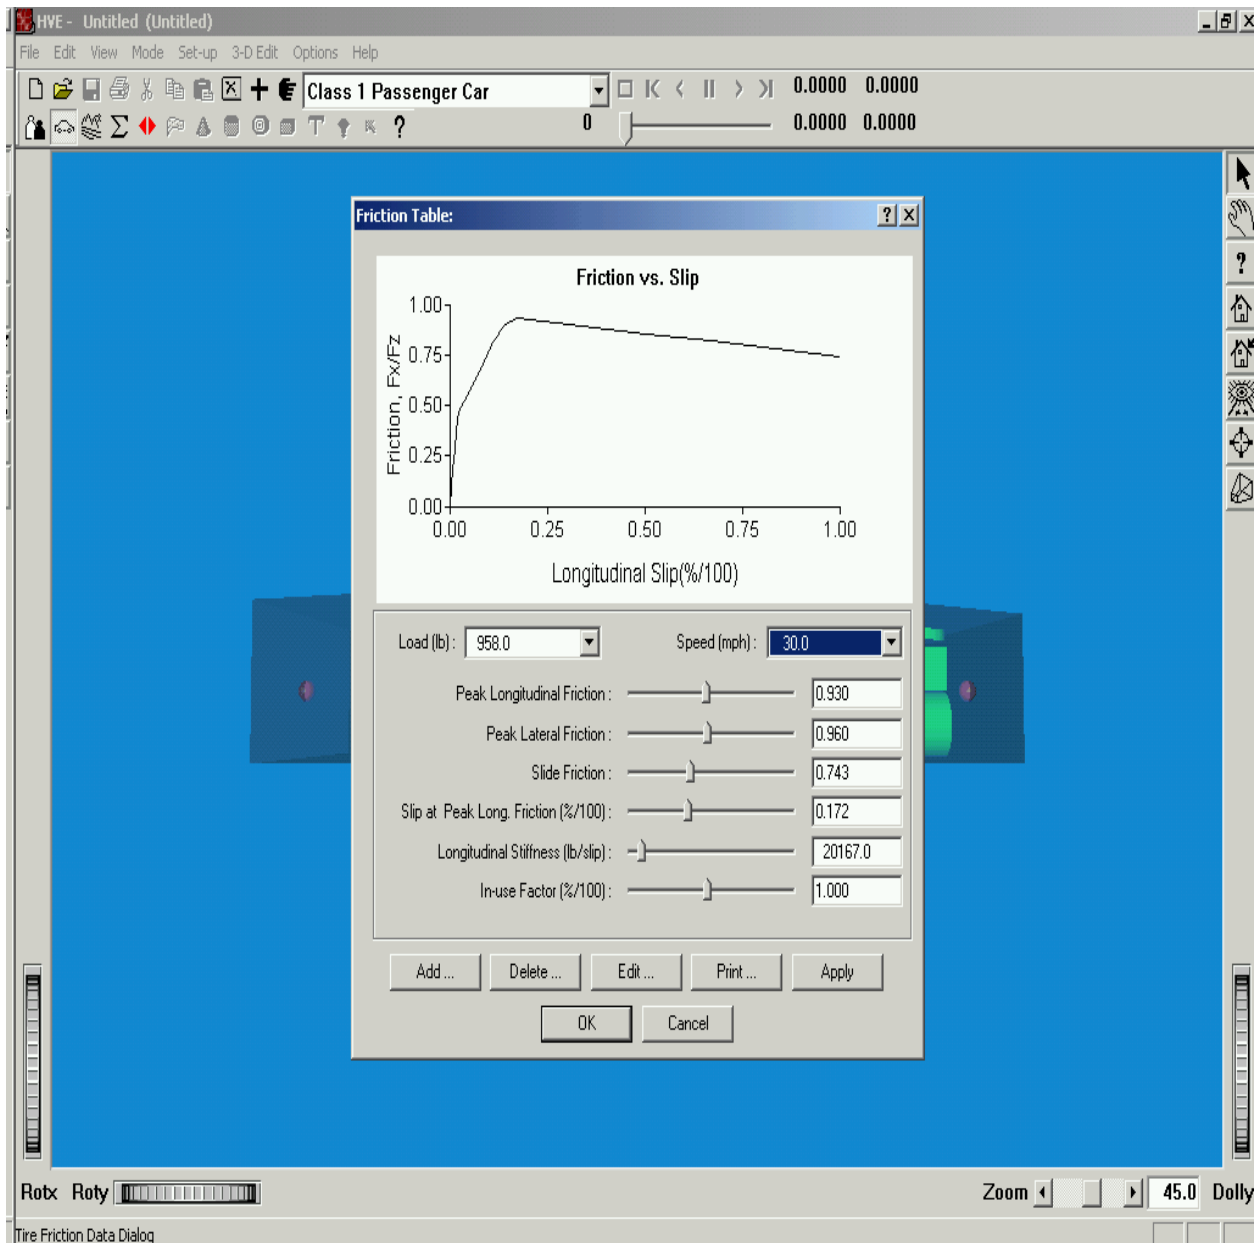 HVE - Untitled (Untitled)
File Edit View Mode Set-up 3-D Edit Options Help
Class 1 Passenger Car 0.0000 0.0000
0 0.0000 0.0000
Friction Table:
Friction vs. Slip
1.00
0.75
0.50
0.25
0.00
Friction, Fx/Fz
0.00 0.25 0.50 0.75 1.00
Longitudinal Slip(%/100)
Load (lb) : 958.0 Speed (mph) : 30.0
Peak Longitudinal Friction : 0.930
Peak Lateral Friction : 0.960
Slide Friction : 0.743
Slip at Peak Long. Friction (%/100) : 0.172
Longitudinal Stiffness (lb/slip) : 20167.0
In-use Factor (%/100) : 1.000
Add ... Delete ... Edit ... Print ... Apply
OK Cancel
Rotx Roty Zoom 45.0 Dolly
Tire Friction Data Dialog